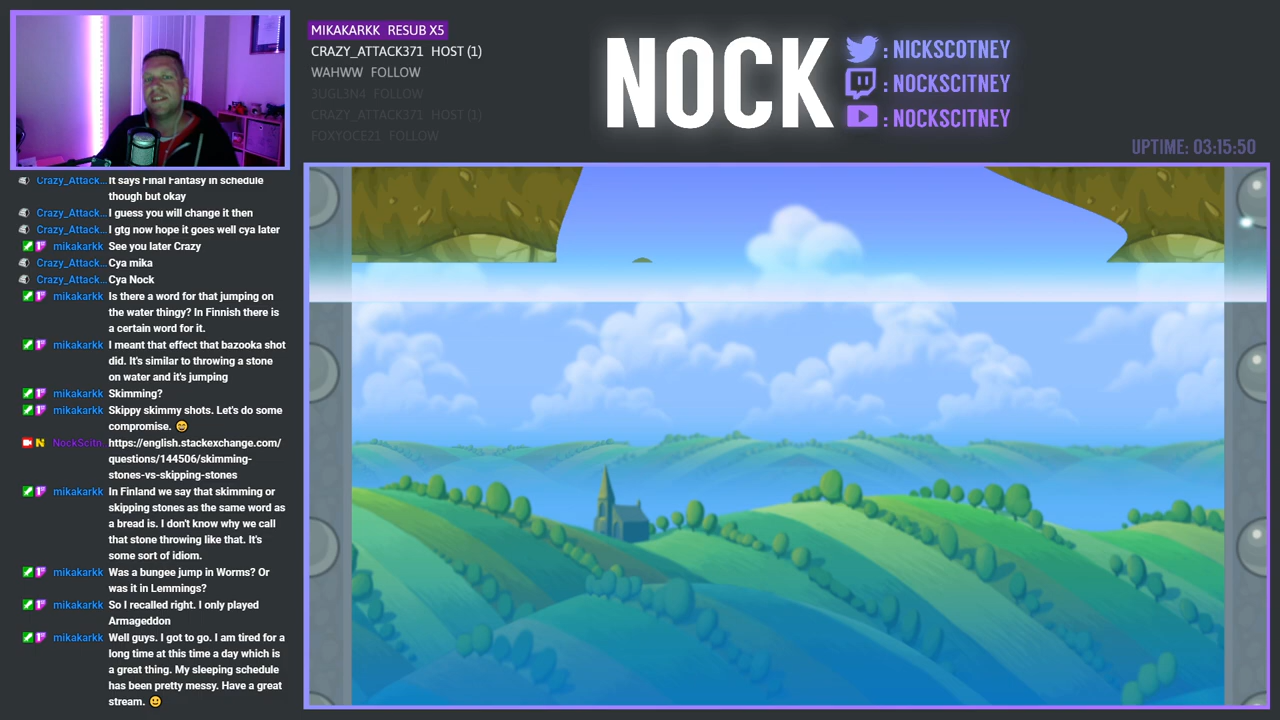 MIKAKARKK RESUB X5
CRAZY_ATTACK371 HOST (1)
WAHWW FOLLOW
3UGL3N4 FOLLOW
CRAZY_ATTACK371 HOST (1)
FOXYOCE21 FOLLOW
NOCK
: NICKSCOTNEY
: NOCKSCITNEY
: NOCKSCITNEY
UPTIME: 03:15:50
Crazy_Attack... It says Final Fantasy in schedule
though but okay
Crazy_Attack... I guess you will change it then
Crazy_Attack... I gtg now hope it goes well cya later
mikakarkk See you later Crazy
Crazy_Attack... Cya mika
Crazy_Attack... Cya Nock
mikakarkk Is there a word for that jumping on
the water thingy? In Finnish there is
a certain word for it.
mikakarkk I meant that effect that bazooka shot
did. It's similar to throwing a stone
on water and it's jumping
mikakarkk Skimming?
mikakarkk Skippy skimmy shots. Let's do some
compromise. 😄
N NockScitn... https://english.stackexchange.com/
questions/144506/skimming-
stones-vs-skipping-stones
mikakarkk In Finland we say that skimming or
skipping stones as the same word as
a bread is. I don't know why we call
that stone throwing like that. It's
some sort of idiom.
mikakarkk Was a bungee jump in Worms? Or
was it in Lemmings?
mikakarkk So I recalled right. I only played
Armageddon
mikakarkk Well guys. I got to go. I am tired for a
long time at this time a day which is
a great thing. My sleeping schedule
has been pretty messy. Have a great
stream. 🙂